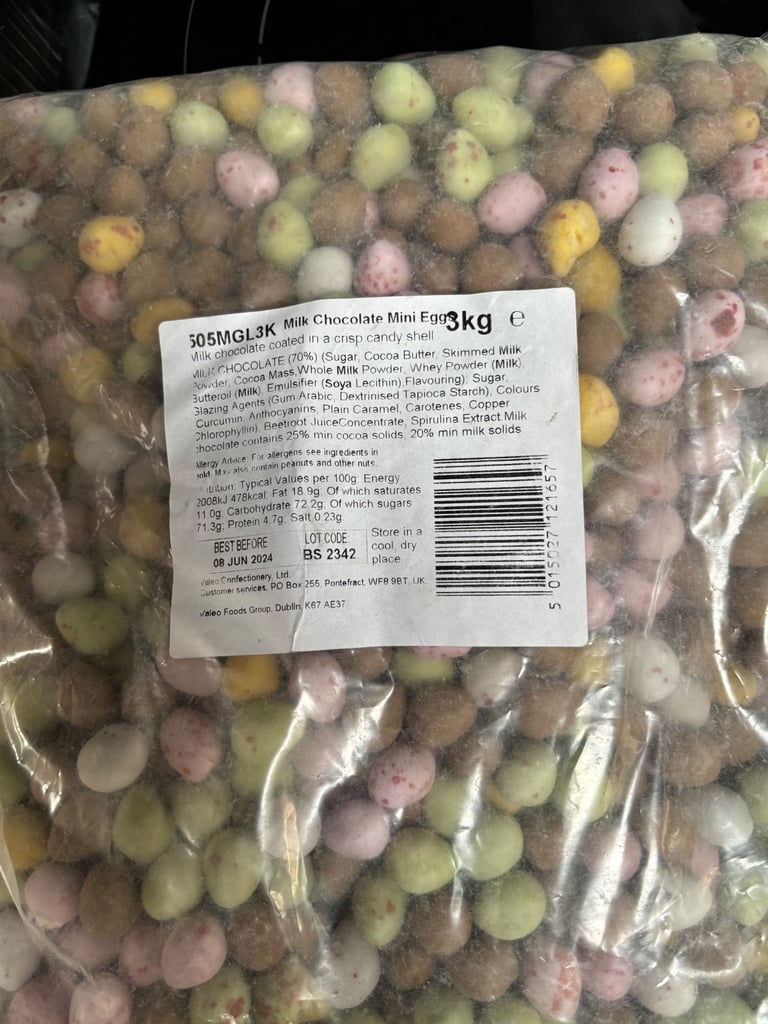 505MGL3K Milk Chocolate Mini Eggs 3kg ℮
Milk chocolate coated in a crisp candy shell
MILK CHOCOLATE (70%) (Sugar, Cocoa Butter, Skimmed Milk
Powder, Cocoa Mass,Whole Milk Powder, Whey Powder (Milk),
Butteroil (Milk), Emulsifier (Soya Lecithin),Flavouring), Sugar,
Glazing Agents (Gum Arabic, Dextrinised Tapioca Starch), Colours
Curcumin, Anthocyanins, Plain Caramel, Carotenes, Copper
Chlorophyllin), Beetroot JuiceConcentrate, Spirulina Extract.Milk
chocolate contains 25% min cocoa solids, 20% min milk solids
Allergy Advice: For allergens see ingredients in
bold. May also contain peanuts and other nuts.
Nutrition: Typical Values per 100g: Energy
2008kJ 478kcal; Fat 18.9g. Of which saturates
11.0g. Carbohydrate 72.2g. Of which sugars
71.3g; Protein 4.7g; Salt 0.23g.
BEST BEFORE
08 JUN 2024
LOT CODE
BS 2342
Store in a
cool, dry
place.
Valeo Confectionery, Ltd.
Customer services, PO Box 255, Pontefract, WF8 9BT, UK.
Valeo Foods Group, Dublin, K67 AE37
5 015027 121657